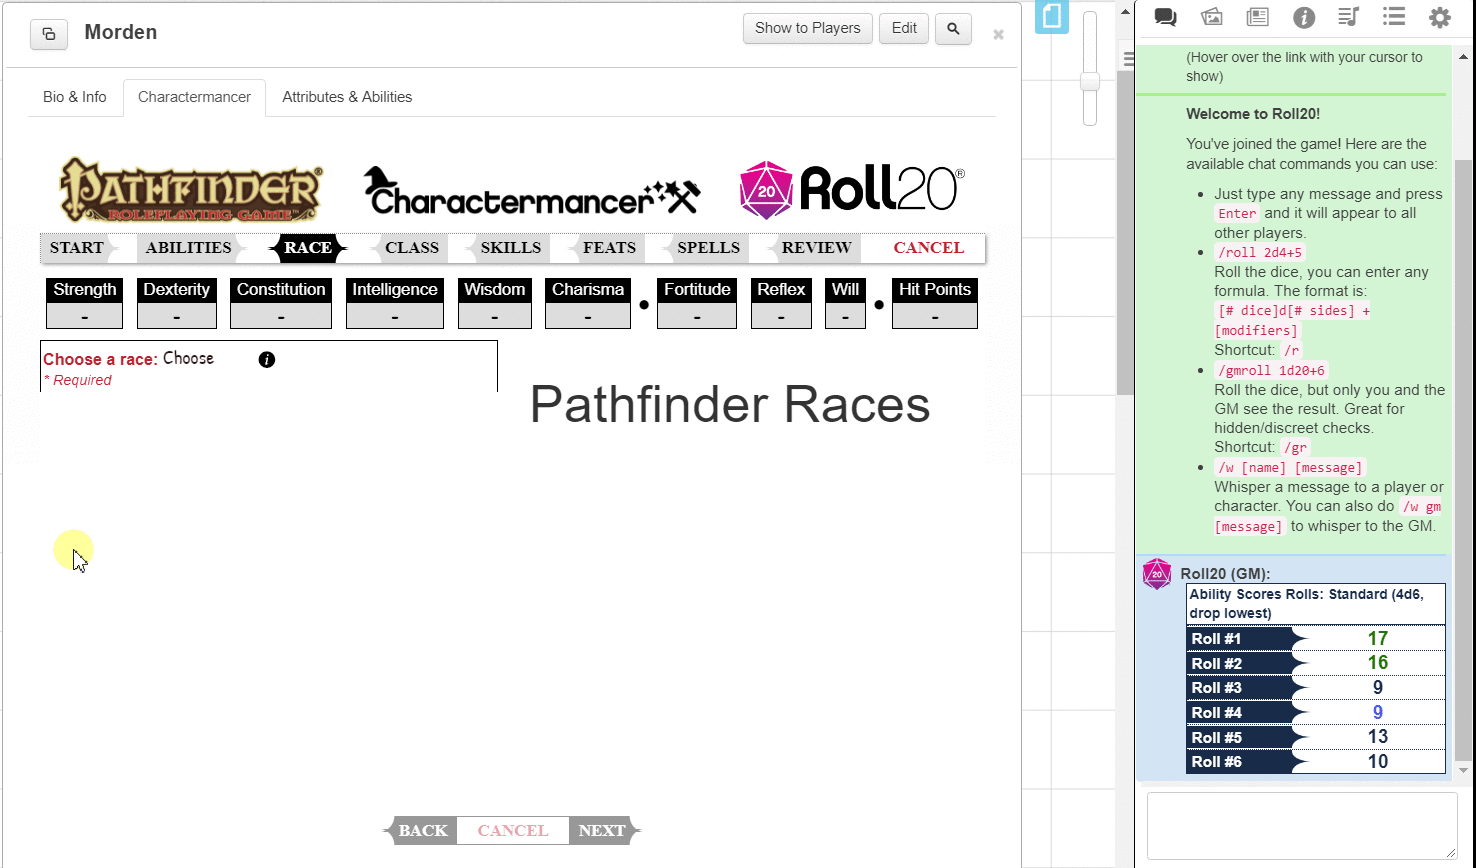 Morden
Show to Players
Edit
Bio & Info
Charactermancer
Attributes & Abilities
PATHFINDER®
ROLEPLAYING GAME™
Charactermancer
20
Roll20®
START
ABILITIES
RACE
CLASS
SKILLS
FEATS
SPELLS
REVIEW
CANCEL
Strength
Dexterity
Constitution
Intelligence
Wisdom
Charisma
Fortitude
Reflex
Will
Hit Points
-
-
-
-
-
-
-
-
-
-
Choose a race: Choose
* Required
Pathfinder Races
BACK
CANCEL
NEXT
(Hover over the link with your cursor to
show)
Welcome to Roll20!
You've joined the game! Here are the
available chat commands you can use:
• Just type any message and press
Enter and it will appear to all
other players.
• /roll 2d4+5
Roll the dice, you can enter any
formula. The format is:
[# dice]d[# sides] +
[modifiers]
Shortcut: /r
• /gmroll 1d20+6
Roll the dice, but only you and the
GM see the result. Great for
hidden/discreet checks.
Shortcut: /gr
• /w [name] [message]
Whisper a message to a player or
character. You can also do /w gm
[message] to whisper to the GM.
20
Roll20 (GM):
Ability Scores Rolls: Standard (4d6,
drop lowest)
Roll #1 17
Roll #2 16
Roll #3 9
Roll #4 9
Roll #5 13
Roll #6 10